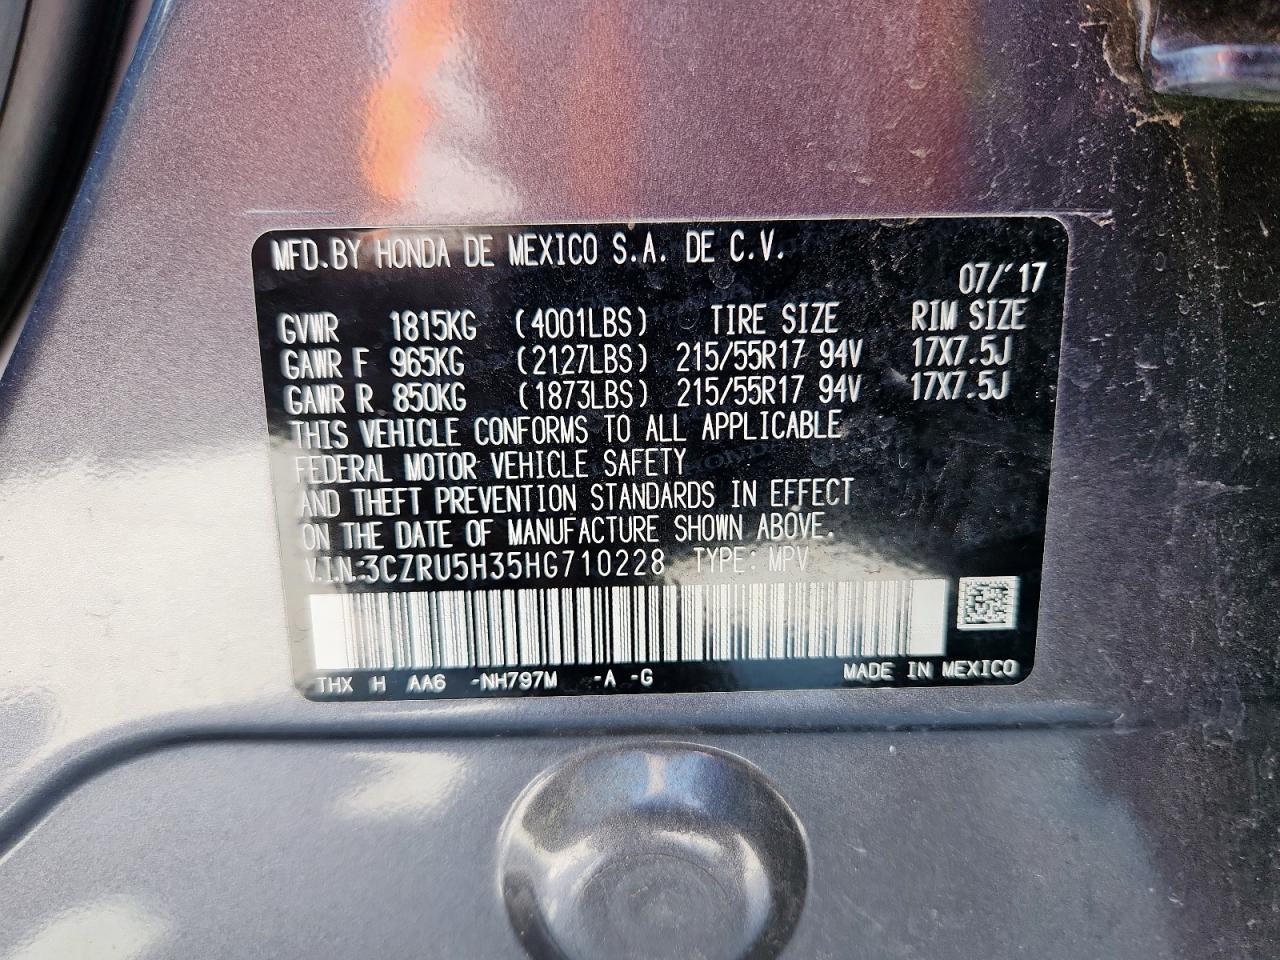 MFD.BY HONDA DE MEXICO S.A. DE C.V.
07/'17
GVWR 1815KG (4001LBS) TIRE SIZE RIM SIZE
GAWR F 965KG (2127LBS) 215/55R17 94V 17X7.5J
GAWR R 850KG (1873LBS) 215/55R17 94V 17X7.5J
THIS VEHICLE CONFORMS TO ALL APPLICABLE
FEDERAL MOTOR VEHICLE SAFETY
AND THEFT PREVENTION STANDARDS IN EFFECT
ON THE DATE OF MANUFACTURE SHOWN ABOVE.
V.I.N:3CZRU5H35HG710228 TYPE: MPV
THX H AA6 -NH797M -A -G MADE IN MEXICO